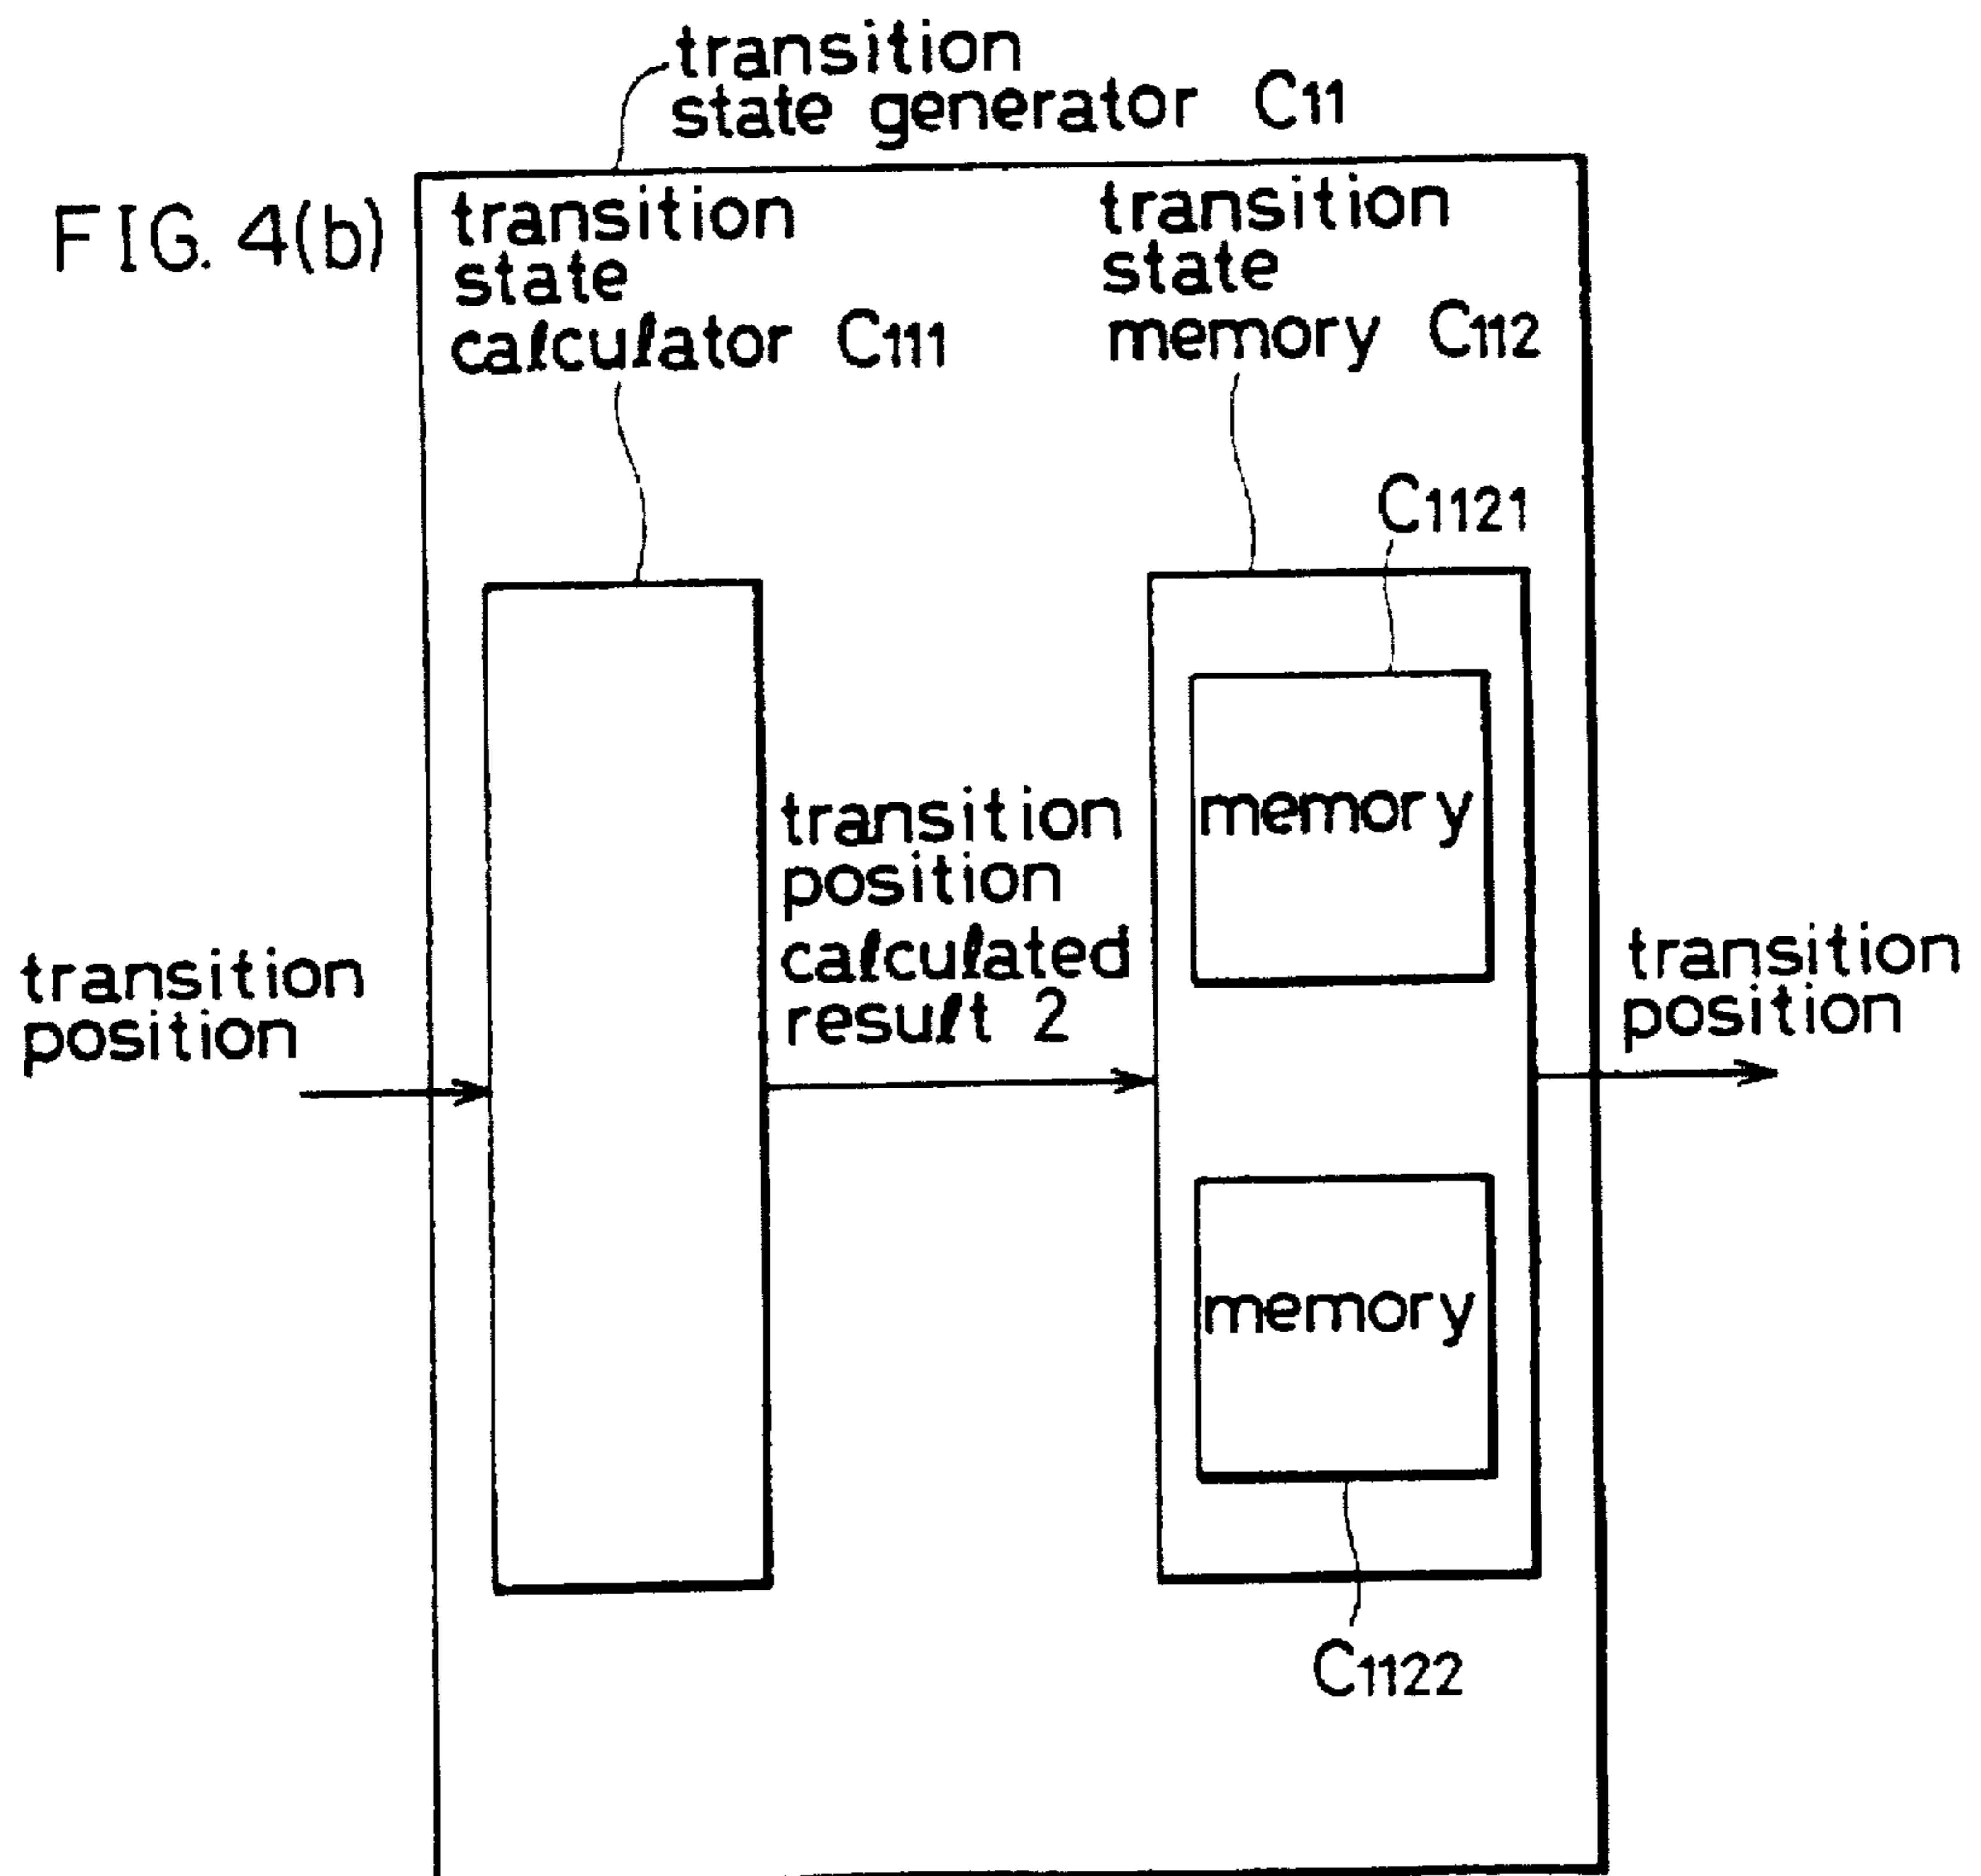 transition
state generator C11
FIG. 4(b)
transition
state
calculator C111
transition
state
memory C112
C1121
memory
transition
position
calculated
result 2
transition
position
transition
position
memory
C1122